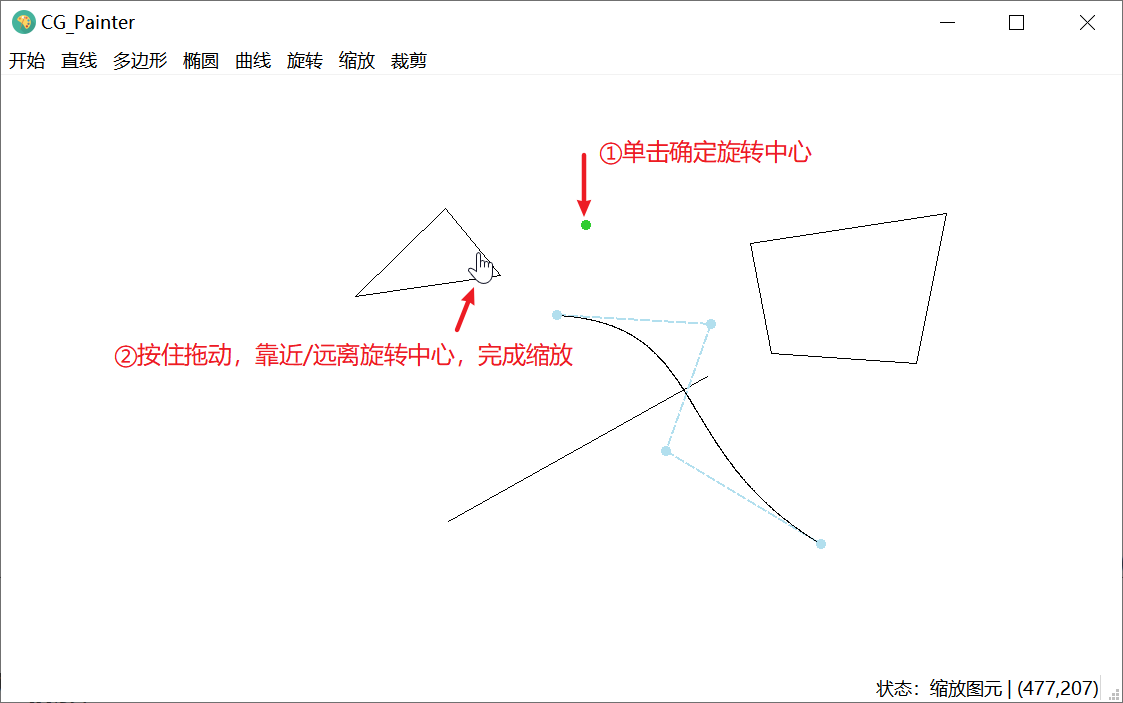 CG_Painter
开始 直线 多边形 椭圆 曲线 旋转 缩放 裁剪
①单击确定旋转中心
②按住拖动，靠近/远离旋转中心，完成缩放
状态：缩放图元 | (477,207)